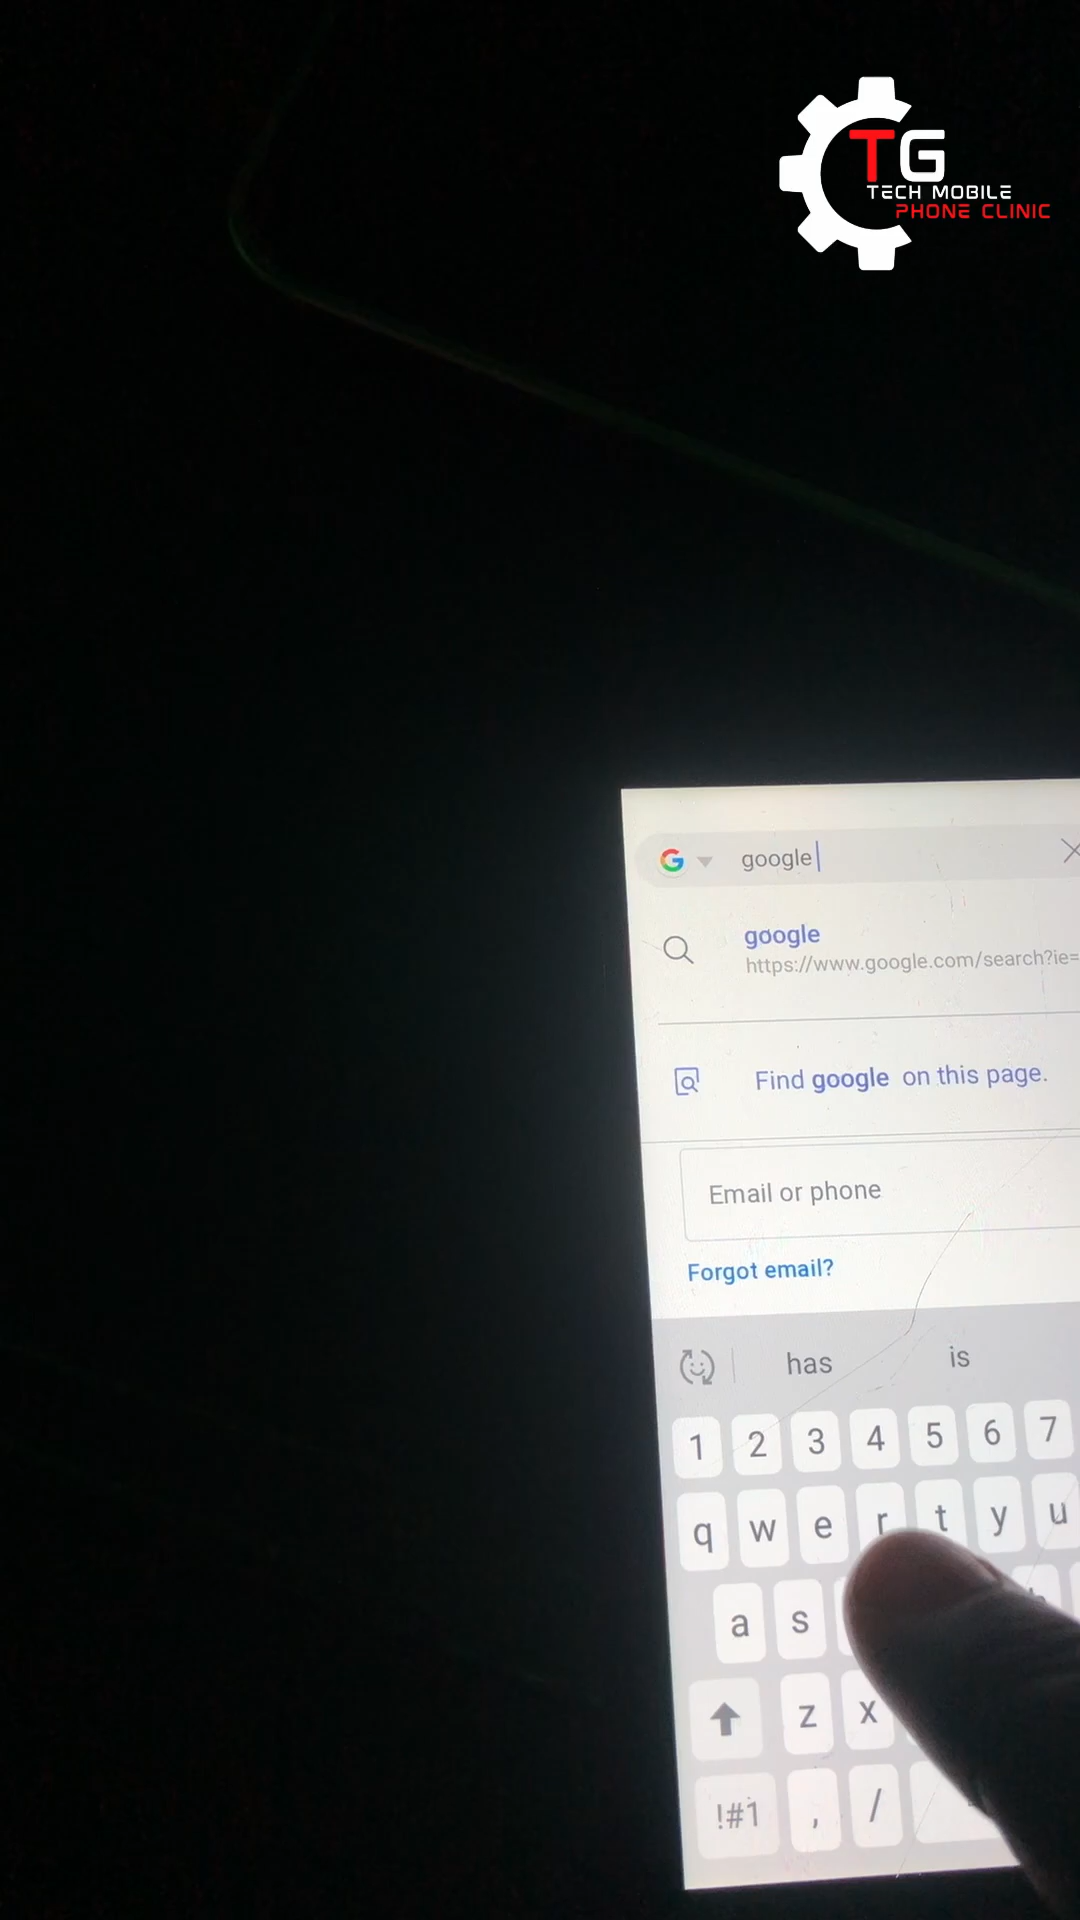 TG
TECH MOBILE
PHONE CLINIC
google
google
https://www.google.com/search?ie=
Find google on this page.
Email or phone
Forgot email?
has is
1 2 3 4 5 6 7
q w e r t y u
a s
z x
!#1 , /